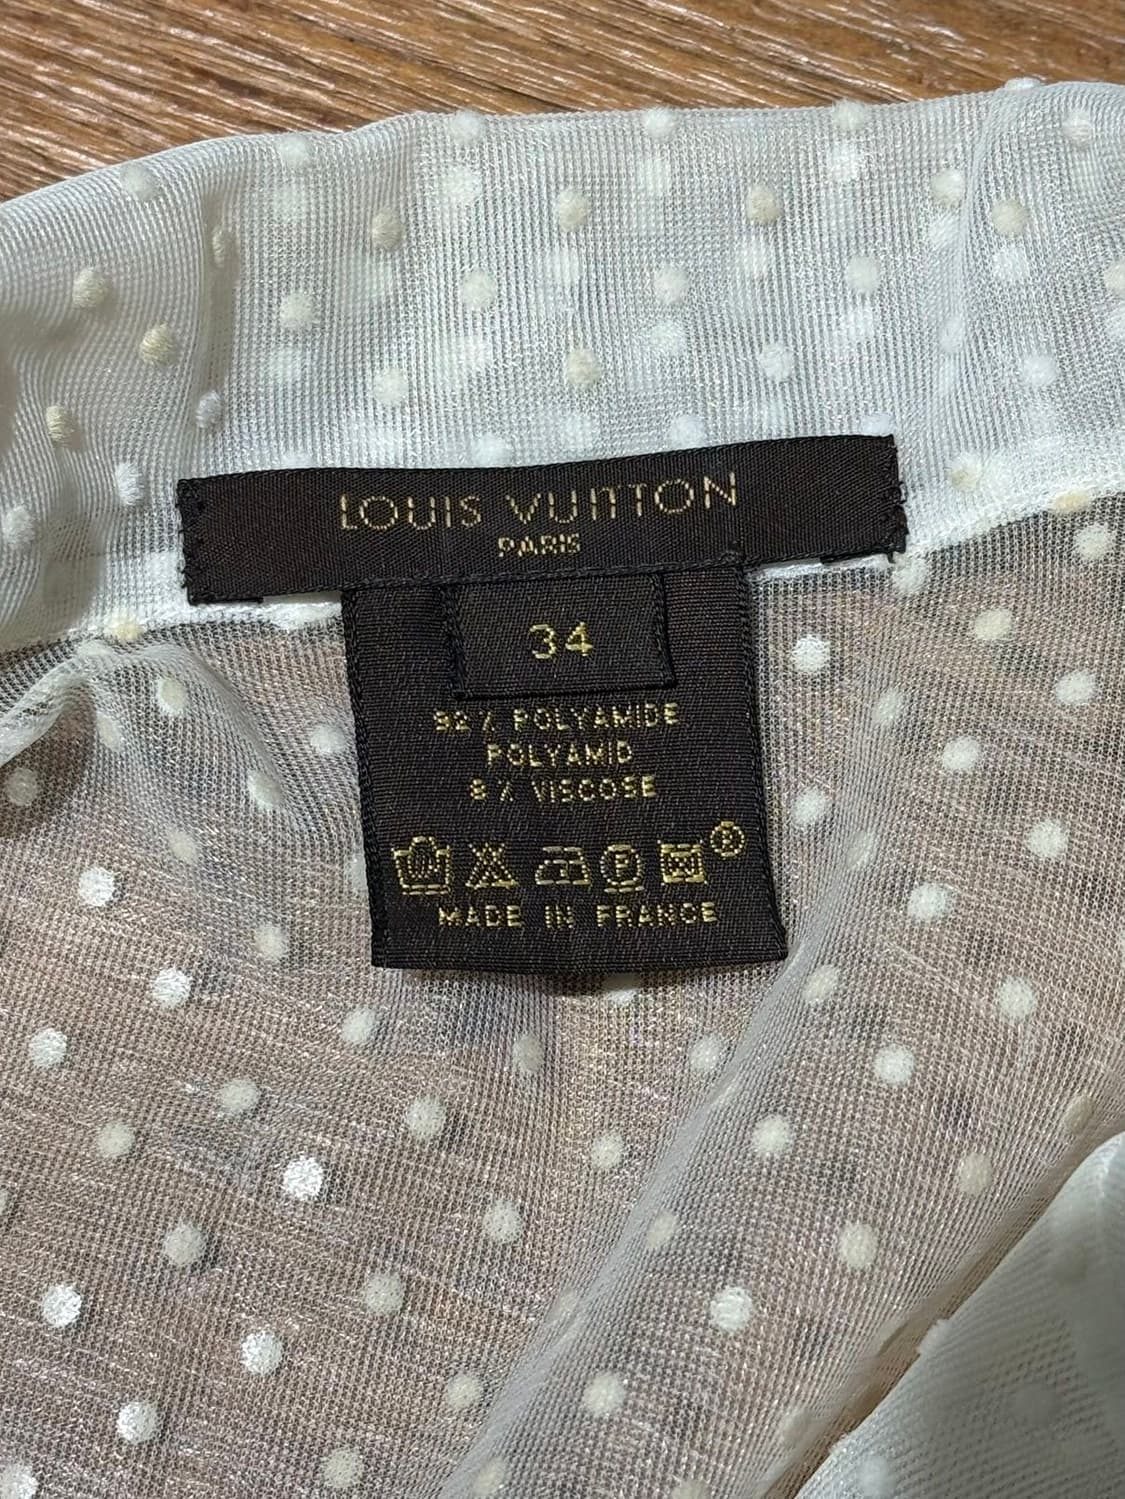 LOUIS VUITTON
PARIS
34
92% POLYAMIDE
POLYAMID
8% VISCOSE
P
MADE IN FRANCE